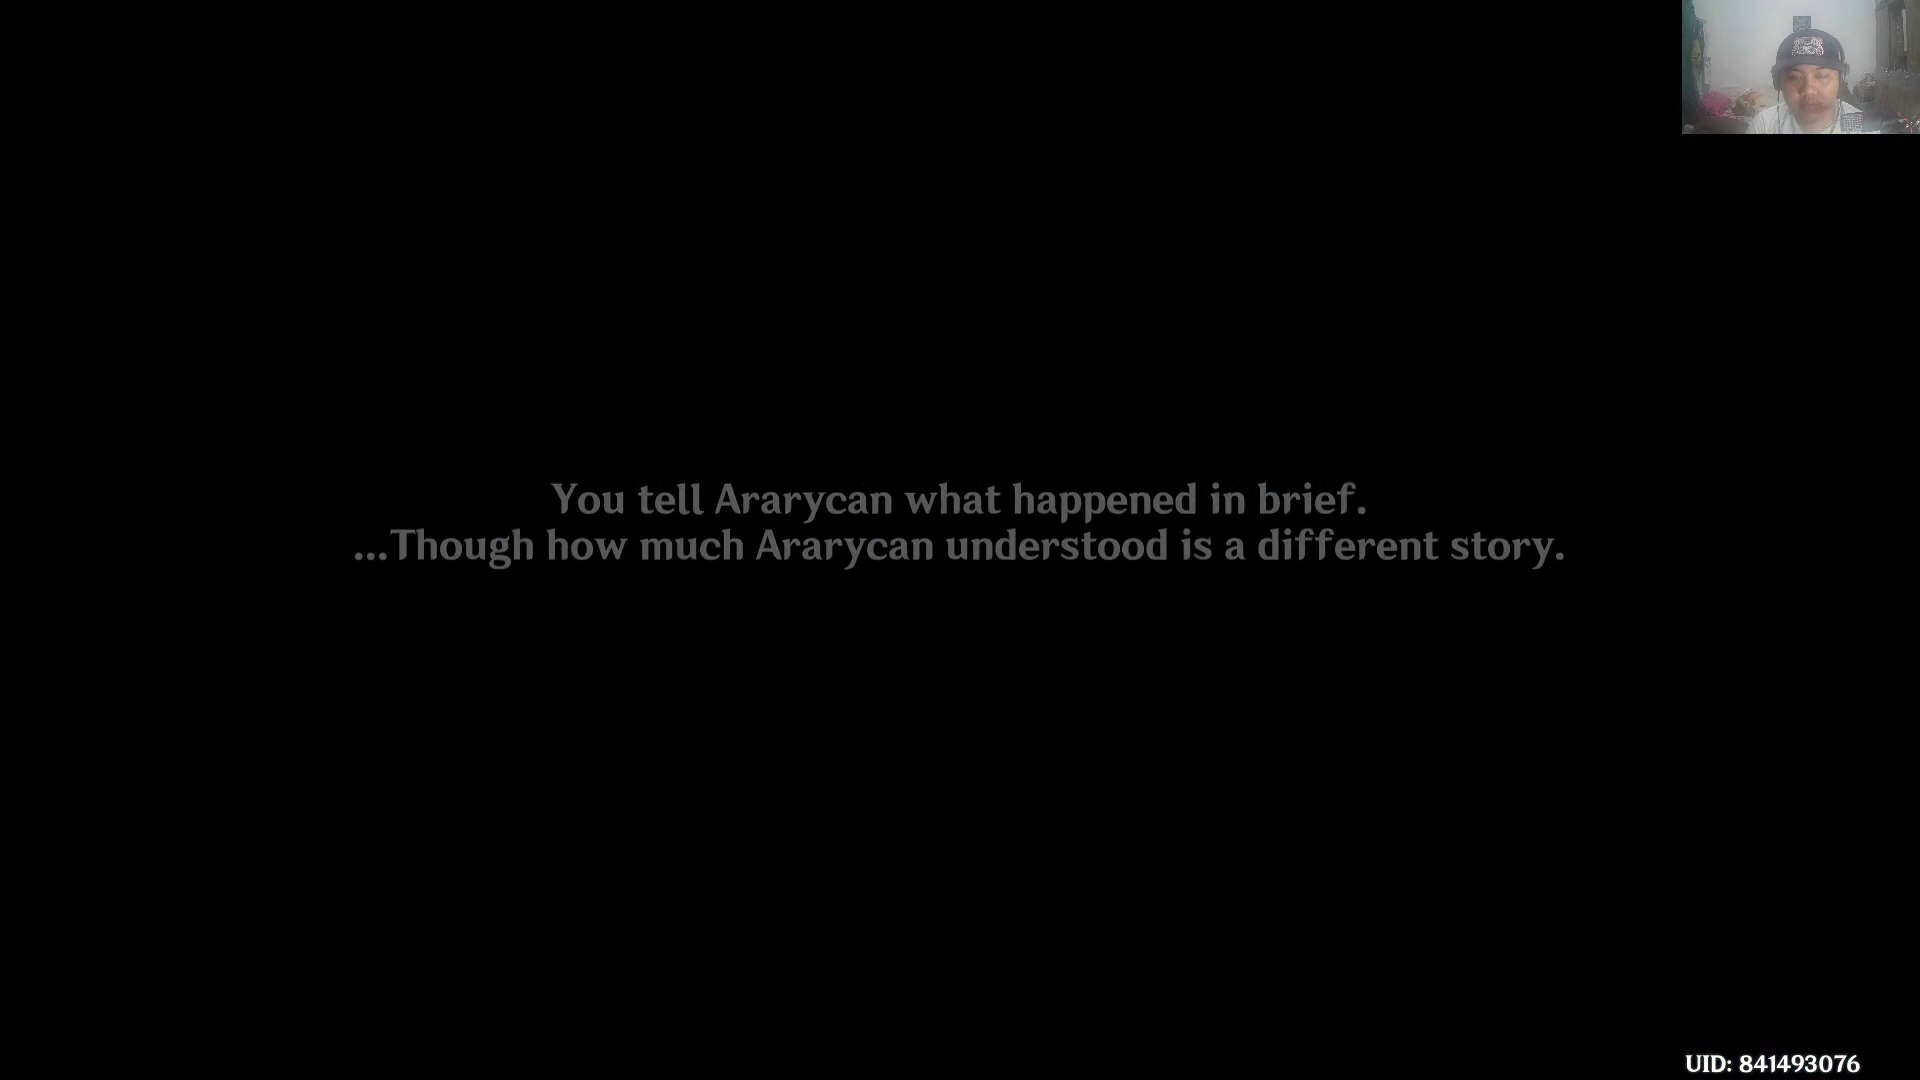 You tell Ararycan what happened in brief.
...Though how much Ararycan understood is a different story.
UID: 841493076